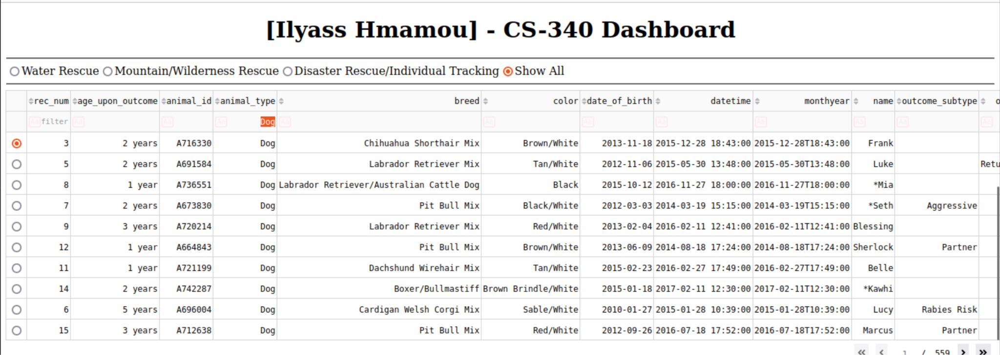 [Ilyass Hmamou] - CS-340 Dashboard
Water Rescue Mountain/Wilderness Rescue Disaster Rescue/Individual Tracking Show All
rec_num age_upon_outcome animal_id animal_type breed color date_of_birth datetime monthyear name outcome_subtype o
Aa filter Aa Aa Aa Dog Aa Aa Aa Aa Aa Aa Aa Aa
3 2 years A716330 Dog Chihuahua Shorthair Mix Brown/White 2013-11-18 2015-12-28 18:43:00 2015-12-28T18:43:00 Frank
5 2 years A691584 Dog Labrador Retriever Mix Tan/White 2012-11-06 2015-05-30 13:48:00 2015-05-30T13:48:00 Luke Retu
8 1 year A736551 Dog Labrador Retriever/Australian Cattle Dog Black 2015-10-12 2016-11-27 18:00:00 2016-11-27T18:00:00 *Mia
7 2 years A673830 Dog Pit Bull Mix Black/White 2012-03-03 2014-03-19 15:15:00 2014-03-19T15:15:00 *Seth Aggressive
9 3 years A720214 Dog Labrador Retriever Mix Red/White 2013-02-04 2016-02-11 12:41:00 2016-02-11T12:41:00 Blessing
12 1 year A664843 Dog Pit Bull Mix Brown/White 2013-06-09 2014-08-18 17:24:00 2014-08-18T17:24:00 Sherlock Partner
11 1 year A721199 Dog Dachshund Wirehair Mix Tan/White 2015-02-23 2016-02-27 17:49:00 2016-02-27T17:49:00 Belle
14 2 years A742287 Dog Boxer/Bullmastiff Brown Brindle/White 2015-01-18 2017-02-11 12:30:00 2017-02-11T12:30:00 *Kawhi
6 5 years A696004 Dog Cardigan Welsh Corgi Mix Sable/White 2010-01-27 2015-01-28 10:39:00 2015-01-28T10:39:00 Lucy Rabies Risk
15 3 years A712638 Dog Pit Bull Mix Red/White 2012-09-26 2016-07-18 17:52:00 2016-07-18T17:52:00 Marcus Partner
« ‹ 1 / 559 › »